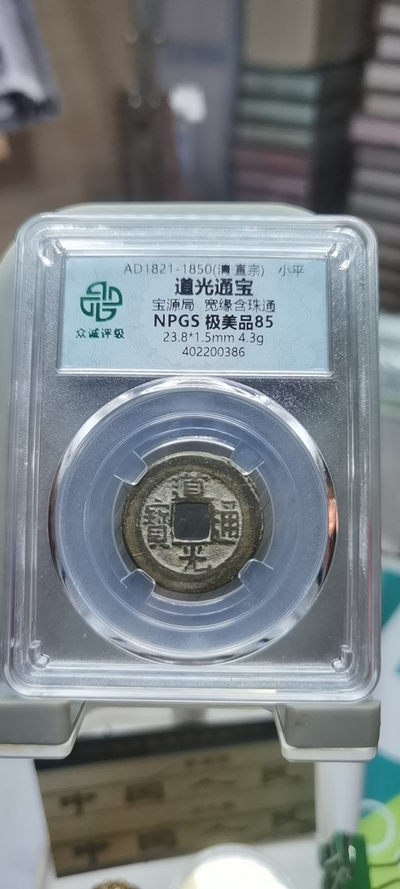 AD1821-1850(清 宣宗) 小平
道光通宝
宝源局 宽缘含珠通
NPGS 极美品85
23.8*1.5mm 4.3g
402200386
众诚评级
道
寶 通
光